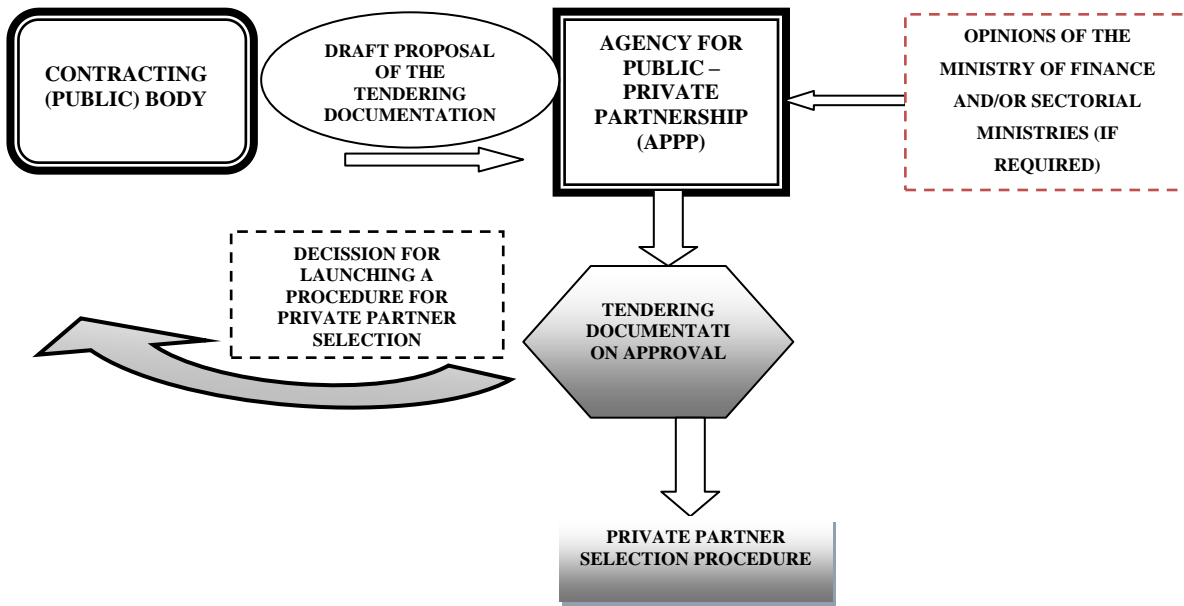 CONTRACTING
(PUBLIC) BODY
DRAFT PROPOSAL
OF THE
TENDERING
DOCUMENTATION
AGENCY FOR
PUBLIC –
PRIVATE
PARTNERSHIP
(APPP)
OPINIONS OF THE
MINISTRY OF FINANCE
AND/OR SECTORIAL
MINISTRIES (IF
REQUIRED)
DECISSION FOR
LAUNCHING A
PROCEDURE FOR
PRIVATE PARTNER
SELECTION
TENDERING
DOCUMENTATI
ON APPROVAL
PRIVATE PARTNER
SELECTION PROCEDURE